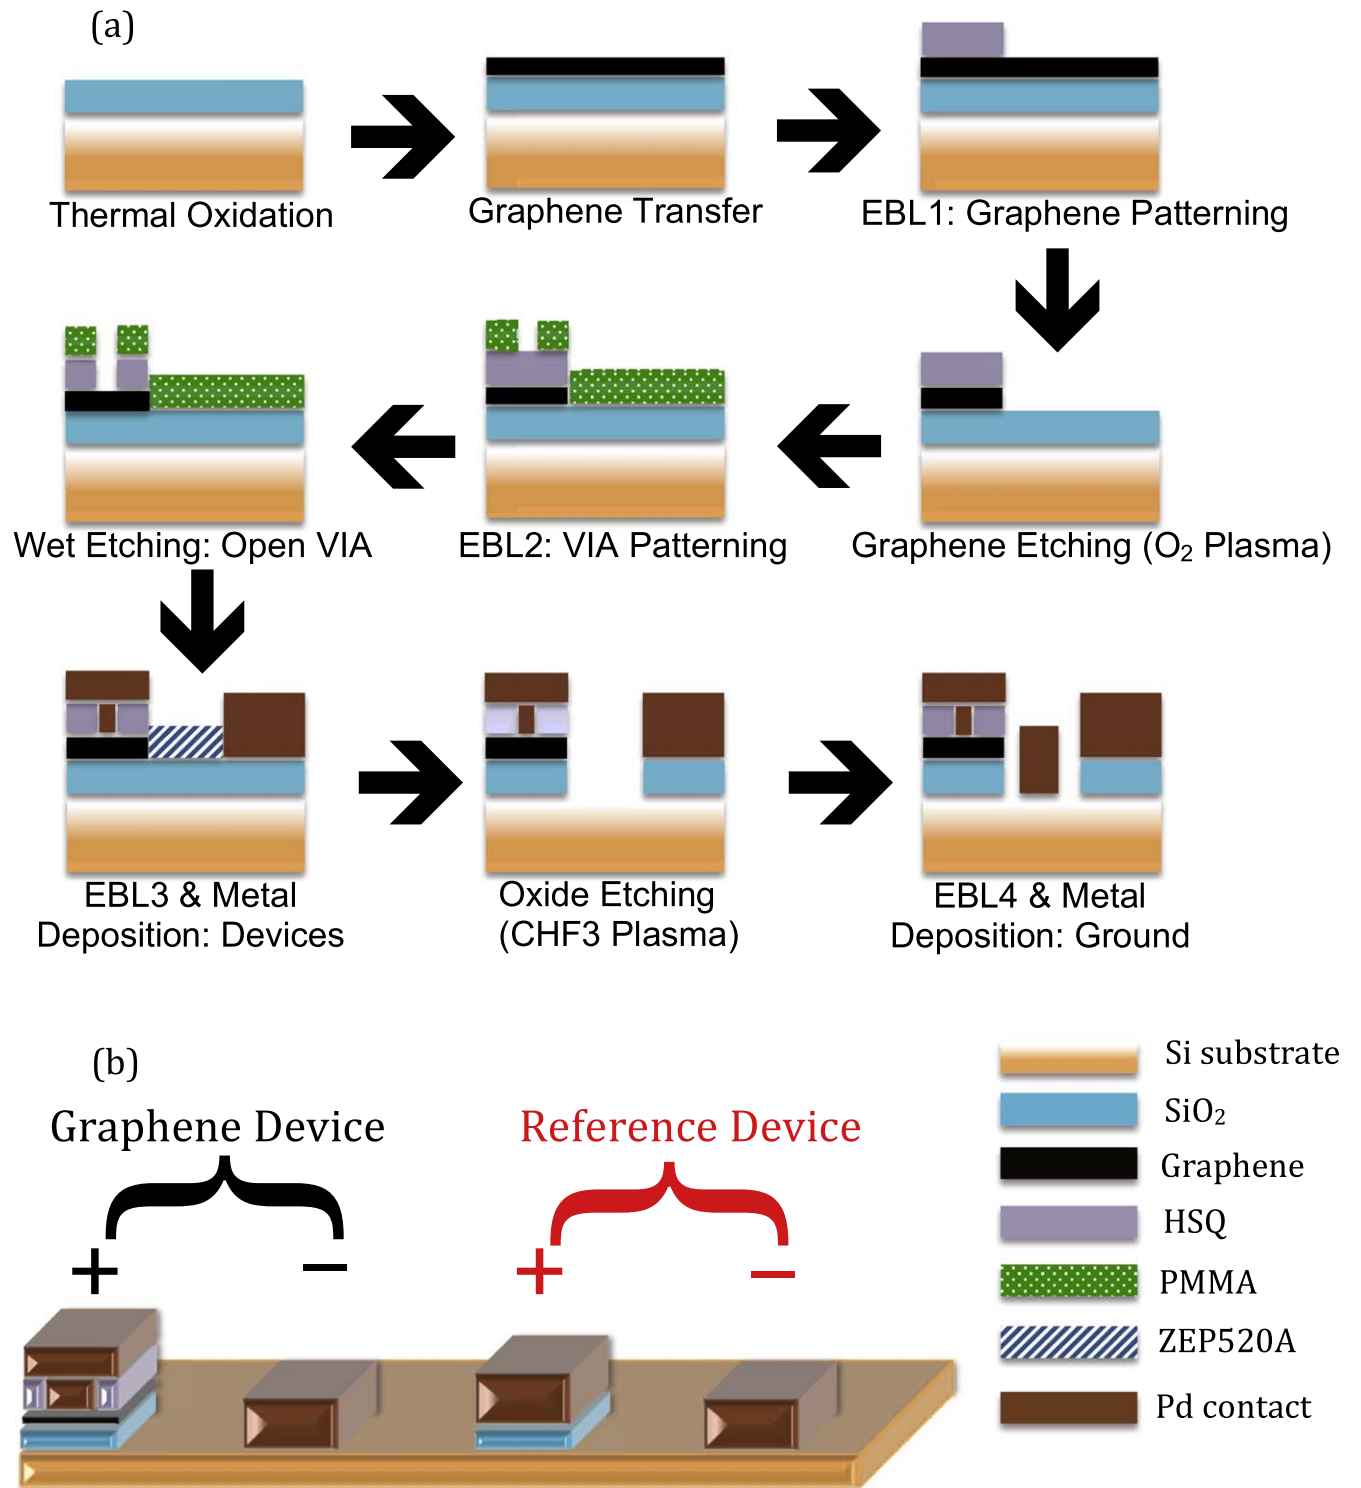 (a)
Thermal Oxidation
Graphene Transfer
EBL1: Graphene Patterning
Wet Etching: Open VIA
EBL2: VIA Patterning
Graphene Etching (O₂ Plasma)
EBL3 & Metal
Deposition: Devices
Oxide Etching
(CHF3 Plasma)
EBL4 & Metal
Deposition: Ground
(b)
Graphene Device
Reference Device
+ −
+ −
Si substrate
SiO₂
Graphene
HSQ
PMMA
ZEP520A
Pd contact